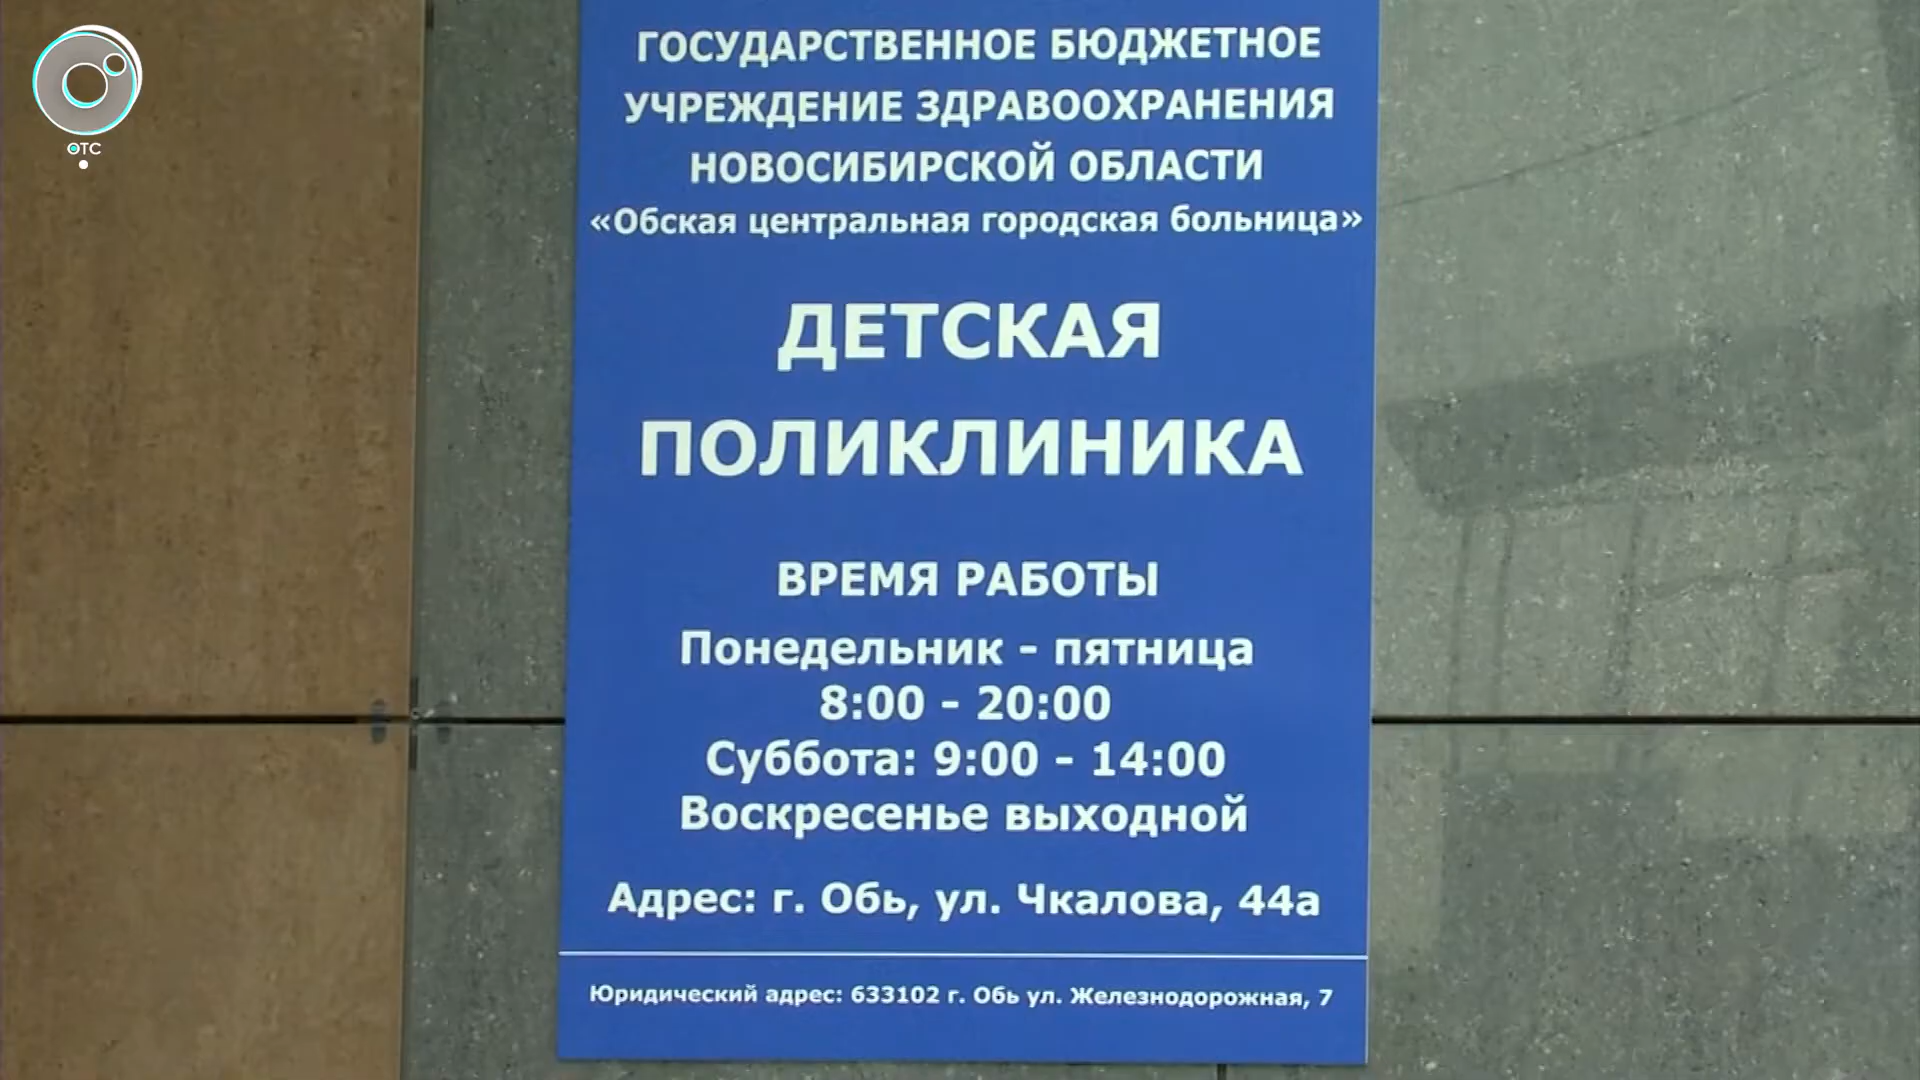 ОТС
ГОСУДАРСТВЕННОЕ БЮДЖЕТНОЕ
УЧРЕЖДЕНИЕ ЗДРАВООХРАНЕНИЯ
НОВОСИБИРСКОЙ ОБЛАСТИ
«Обская центральная городская больница»
ДЕТСКАЯ
ПОЛИКЛИНИКА
ВРЕМЯ РАБОТЫ
Понедельник - пятница
8:00 - 20:00
Суббота: 9:00 - 14:00
Воскресенье выходной
Адрес: г. Обь, ул. Чкалова, 44а
Юридический адрес: 633102 г. Обь ул. Железнодорожная, 7